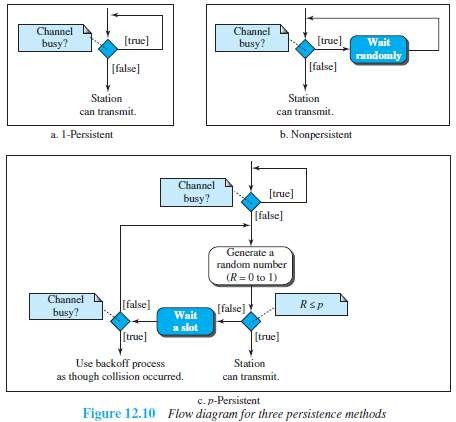 Channel
busy?
[true]
[false]
Station
can transmit.
a. 1-Persistent
Channel
busy?
[true]
Wait
randomly
[false]
Station
can transmit.
b. Nonpersistent
Channel
busy?
[true]
[false]
Generate a
random number
(R = 0 to 1)
Channel
busy?
[false]
Wait
a slot
[false]
R ≤ p
[true]
[true]
Use backoff process
as though collision occurred.
Station
can transmit.
c. p-Persistent
Figure 12.10 Flow diagram for three persistence methods